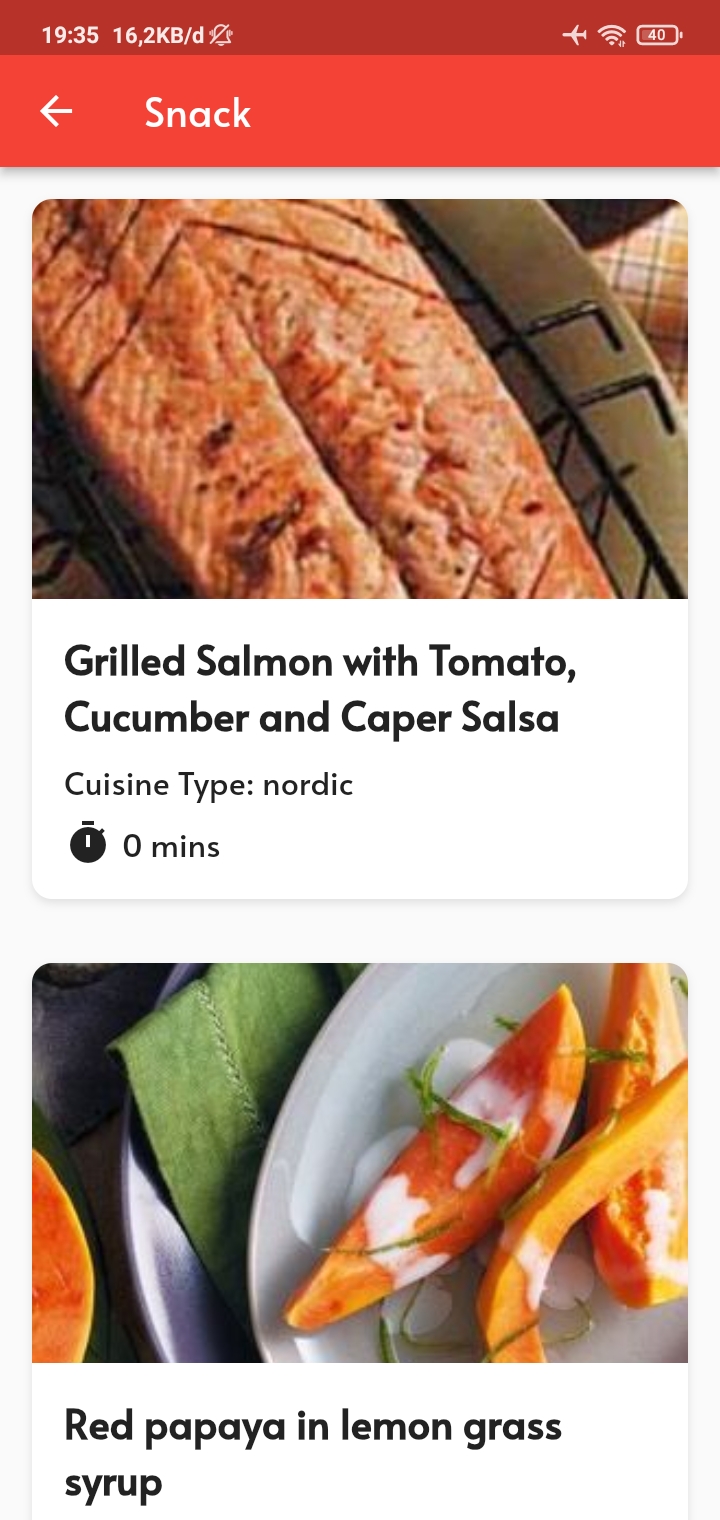 19:35 16,2KB/d 40
Snack
Grilled Salmon with Tomato,
Cucumber and Caper Salsa
Cuisine Type: nordic
0 mins
Red papaya in lemon grass
syrup